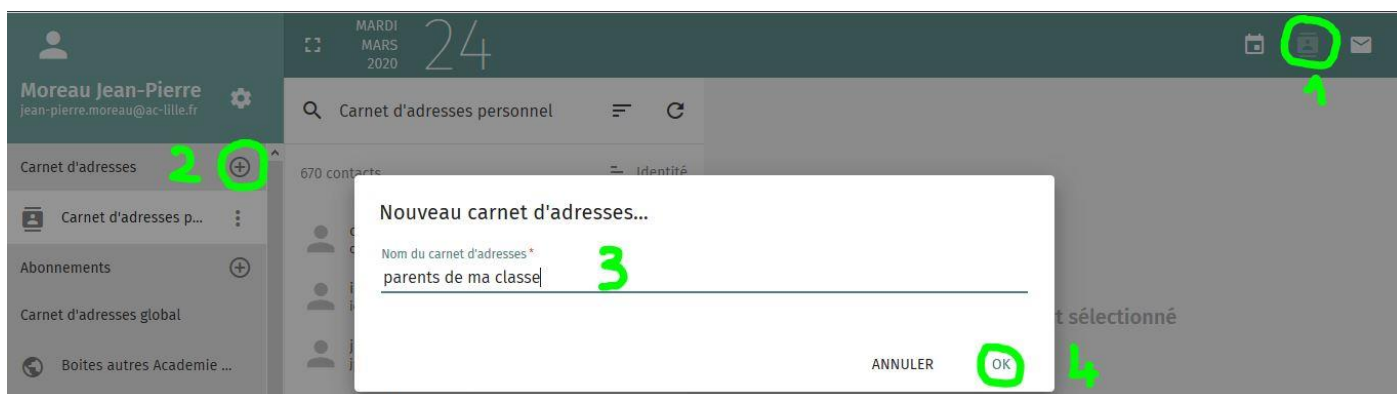 MARDI
MARS
2020
24
1
Moreau Jean-Pierre
jean-pierre.moreau@ac-lille.fr
Carnet d'adresses personnel
Carnet d'adresses
2
670 contacts
Identité
Carnet d'adresses p...
Nouveau carnet d'adresses...
Nom du carnet d'adresses *
3
parents de ma classe
Abonnements
Carnet d'adresses global
t sélectionné
Boites autres Academie ...
ANNULER
OK
4